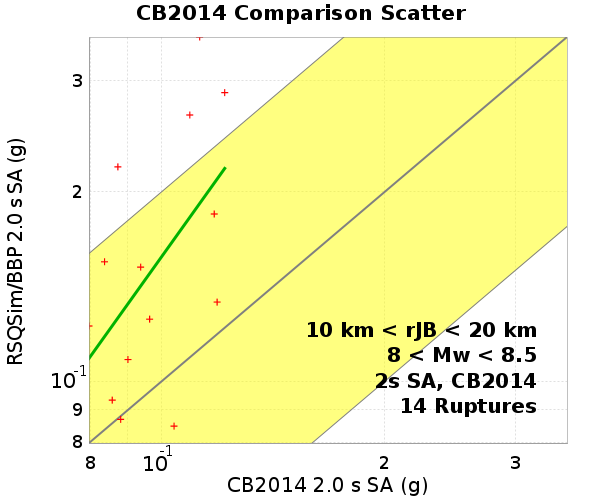 CB2014 Comparison Scatter
RSQSim/BBP 2.0 s SA (g)
3
2
10-1
9
8
10 km < rJB < 20 km
8 < Mw < 8.5
2s SA, CB2014
14 Ruptures
8 10-1 2 3
CB2014 2.0 s SA (g)